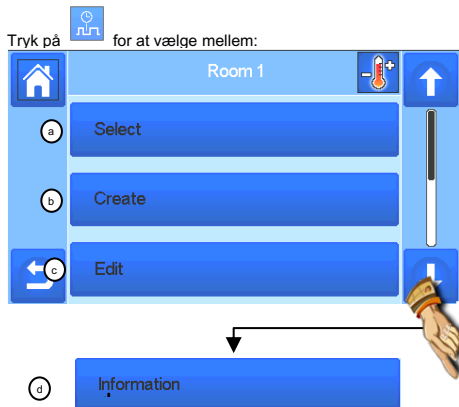 Tryk på for at vælge mellem:
Room 1
a Select
b Create
c Edit
d Information